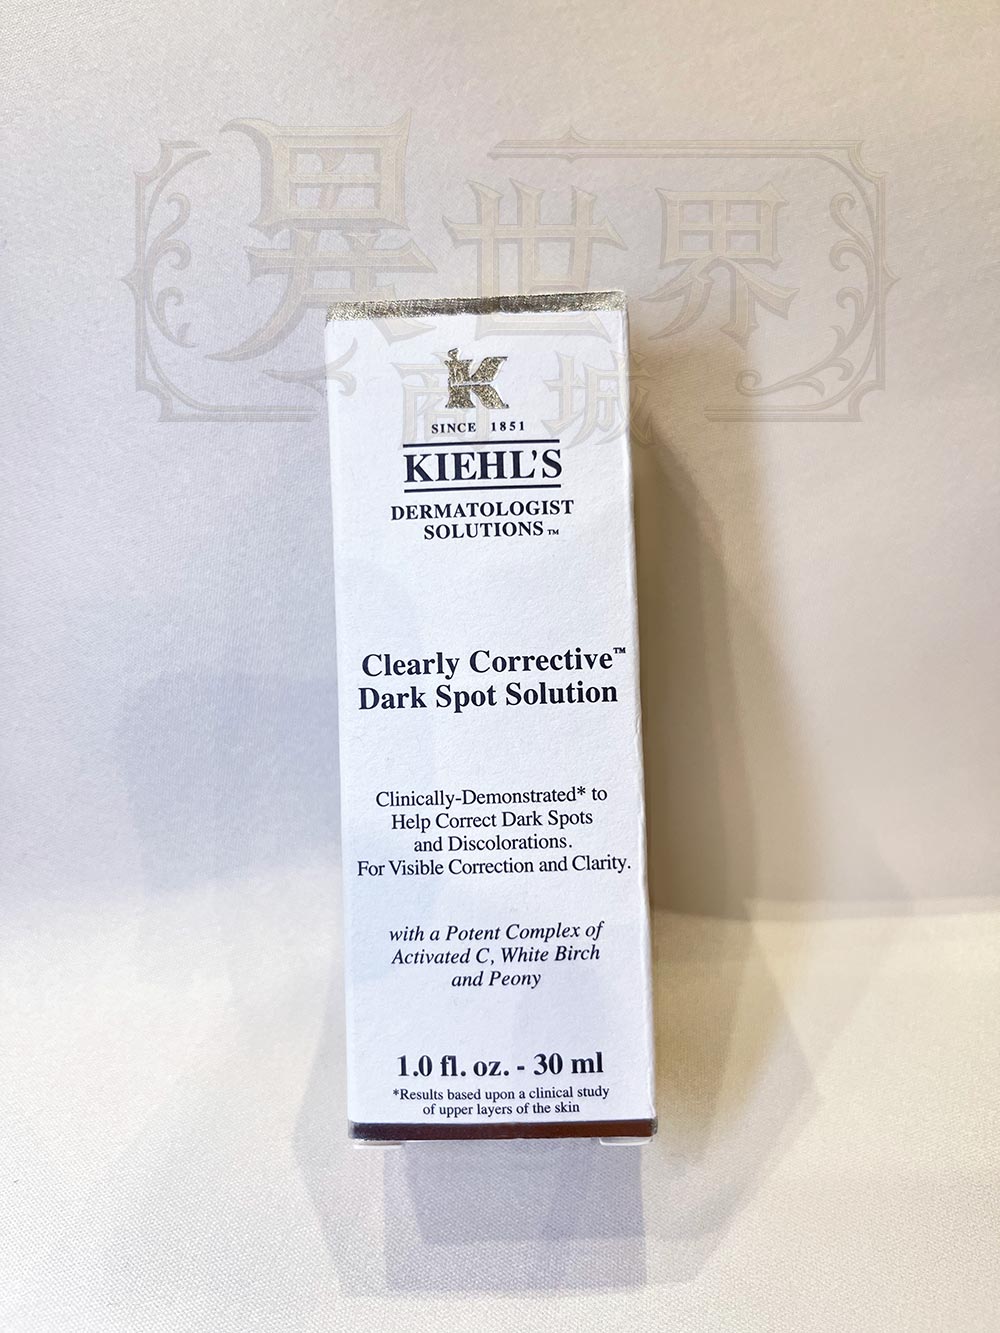 異世界
商城
K
SINCE 1851
KIEHL'S
DERMATOLOGIST
SOLUTIONS™
Clearly Corrective™
Dark Spot Solution
Clinically-Demonstrated* to
Help Correct Dark Spots
and Discolorations.
For Visible Correction and Clarity.
with a Potent Complex of
Activated C, White Birch
and Peony
1.0 fl. oz. - 30 ml
*Results based upon a clinical study
of upper layers of the skin